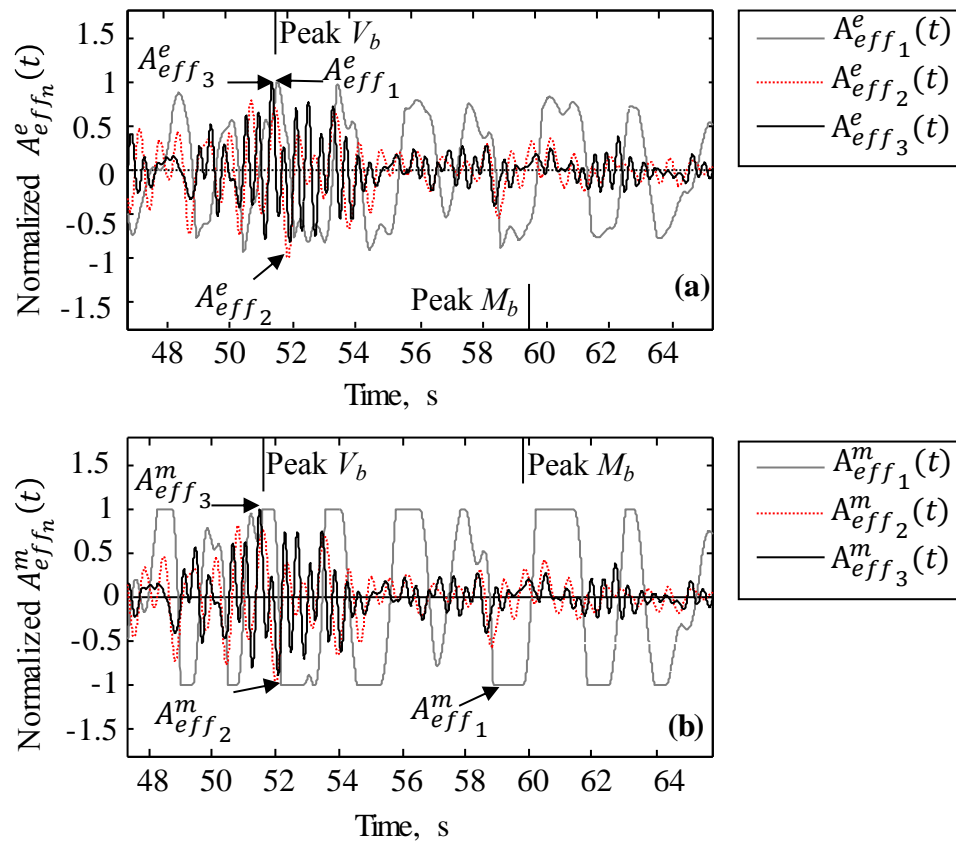 Normalized A^e_{eff_n}(t)
1.5
1
0.5
0
-0.5
-1
-1.5
Peak V_b
A^e_{eff_3}
A^e_{eff_1}
A^e_{eff_2}
Peak M_b
(a)
48 50 52 54 56 58 60 62 64
Time, s
A^e_{eff_1}(t)
A^e_{eff_2}(t)
A^e_{eff_3}(t)
Normalized A^m_{eff_n}(t)
1.5
1
0.5
0
-0.5
-1
-1.5
Peak V_b
Peak M_b
A^m_{eff_3}
A^m_{eff_2}
A^m_{eff_1}
(b)
48 50 52 54 56 58 60 62 64
Time, s
A^m_{eff_1}(t)
A^m_{eff_2}(t)
A^m_{eff_3}(t)